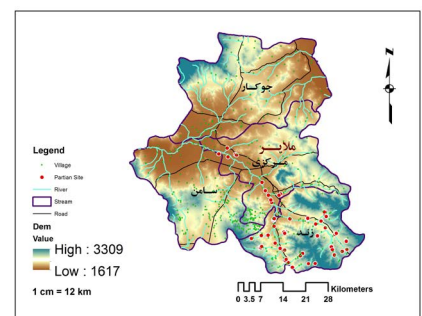 N
جوکار
ملایر
مرکزی
سامن
زند
Legend
Village
Partian Site
River
Stream
Road
Dem
Value
High : 3309
Low : 1617
1 cm = 12 km
Kilometers
0 3.5 7 14 21 28